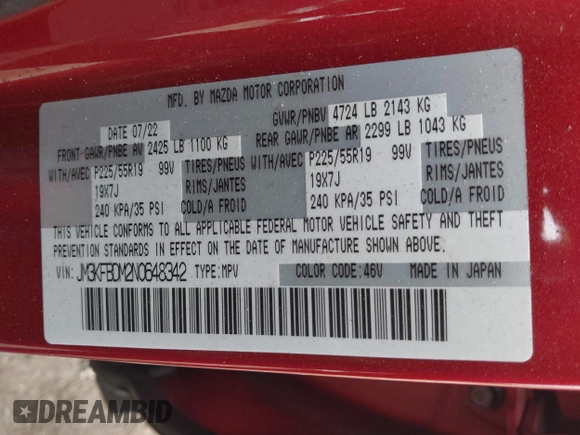 MFD. BY MAZDA MOTOR CORPORATION
DATE 07/22 GVWR/PNBV 4724 LB 2143 KG
FRONT GAWR/PNBE AV 2425 LB 1100 KG REAR GAWR/PNBE AR 2299 LB 1043 KG
WITH/AVEC P225/55R19 99V TIRES/PNEUS WITH/AVEC P225/55R19 99V TIRES/PNEUS
19X7J RIMS/JANTES 19X7J RIMS/JANTES
240 KPA/35 PSI COLD/A FROID 240 KPA/35 PSI COLD/A FROID
THIS VEHICLE CONFORMS TO ALL APPLICABLE FEDERAL MOTOR VEHICLE SAFETY AND THEFT
PREVENTION STANDARDS IN EFFECT ON THE DATE OF MANUFACTURE SHOWN ABOVE.
VIN: JM3KFBDM2N0648342 TYPE:MPV COLOR CODE:46V MADE IN JAPAN
DREAMBID